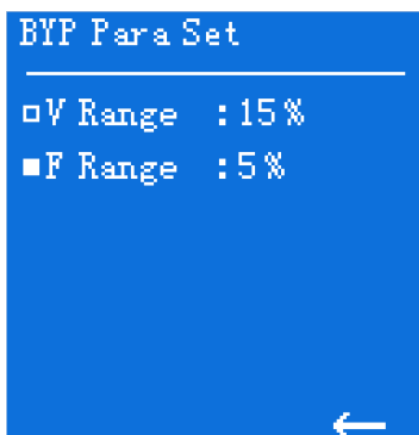 BYP Para Set
□V Range :15%
■F Range :5%
←